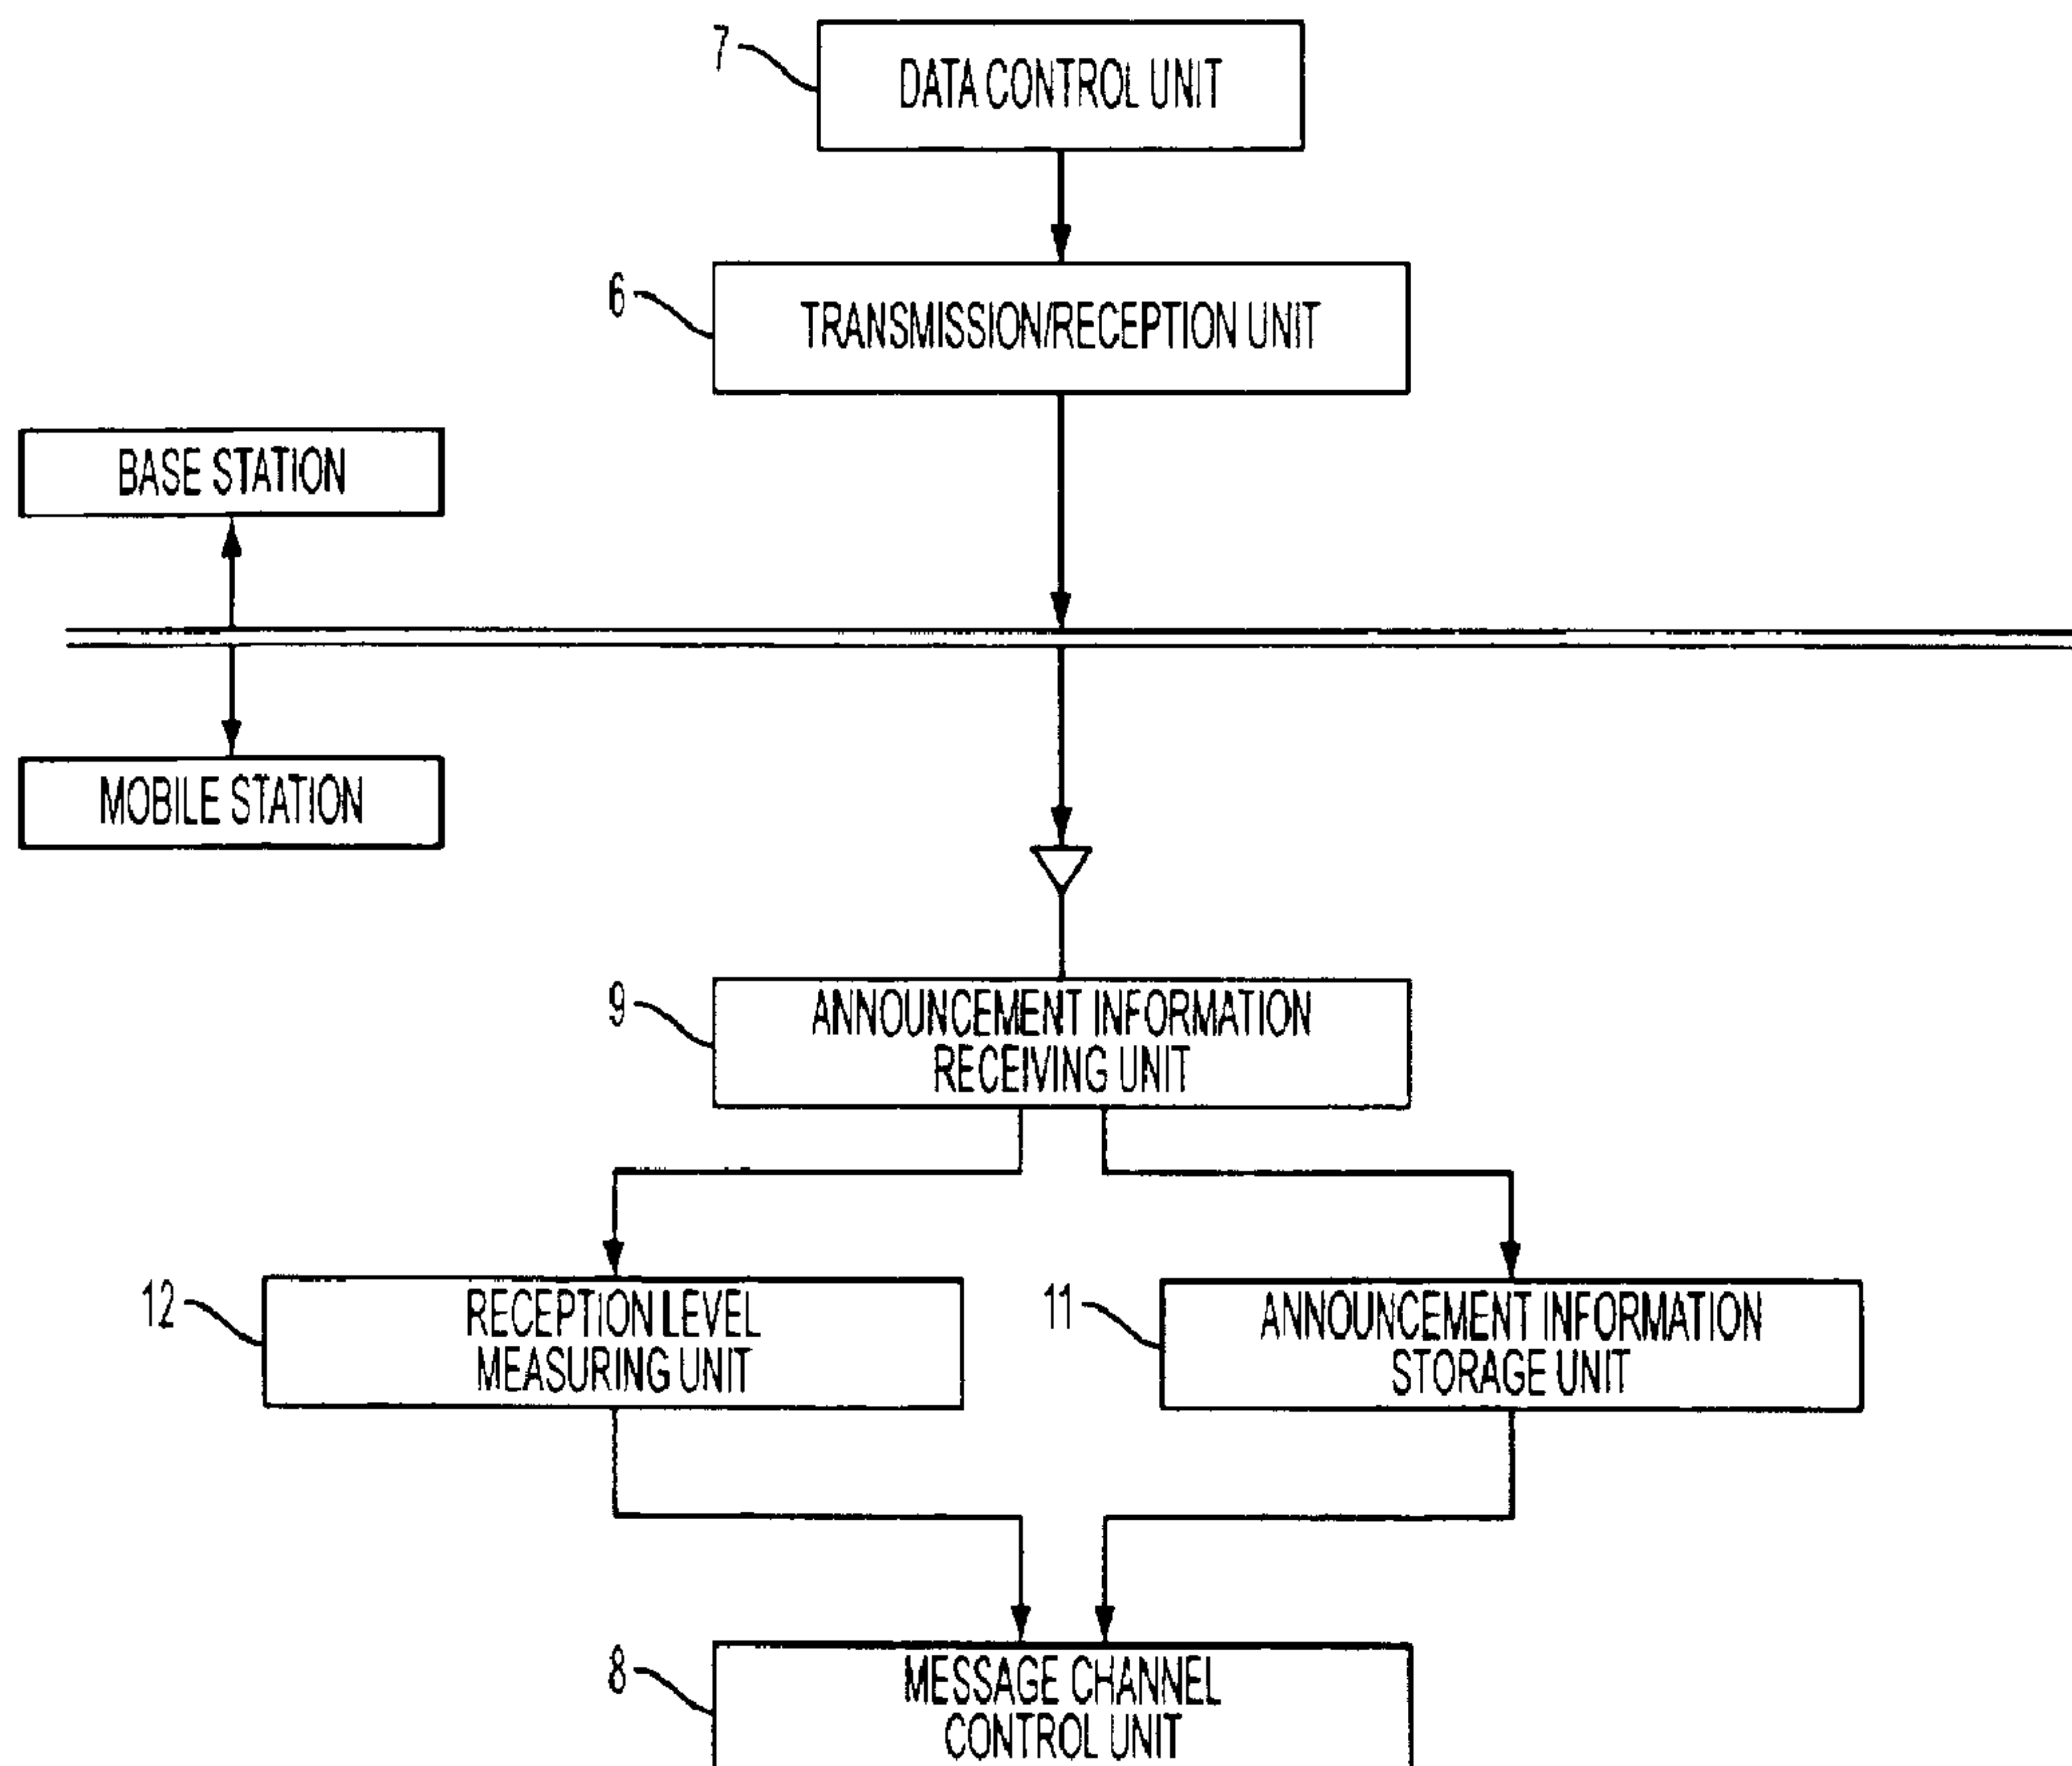 7
DATA CONTROL UNIT
6
TRANSMISSION/RECEPTION UNIT
BASE STATION
MOBILE STATION
9
ANNOUNCEMENT INFORMATION
RECEIVING UNIT
12
RECEPTION LEVEL
MEASURING UNIT
11
ANNOUNCEMENT INFORMATION
STORAGE UNIT
8
MESSAGE CHANNEL
CONTROL UNIT